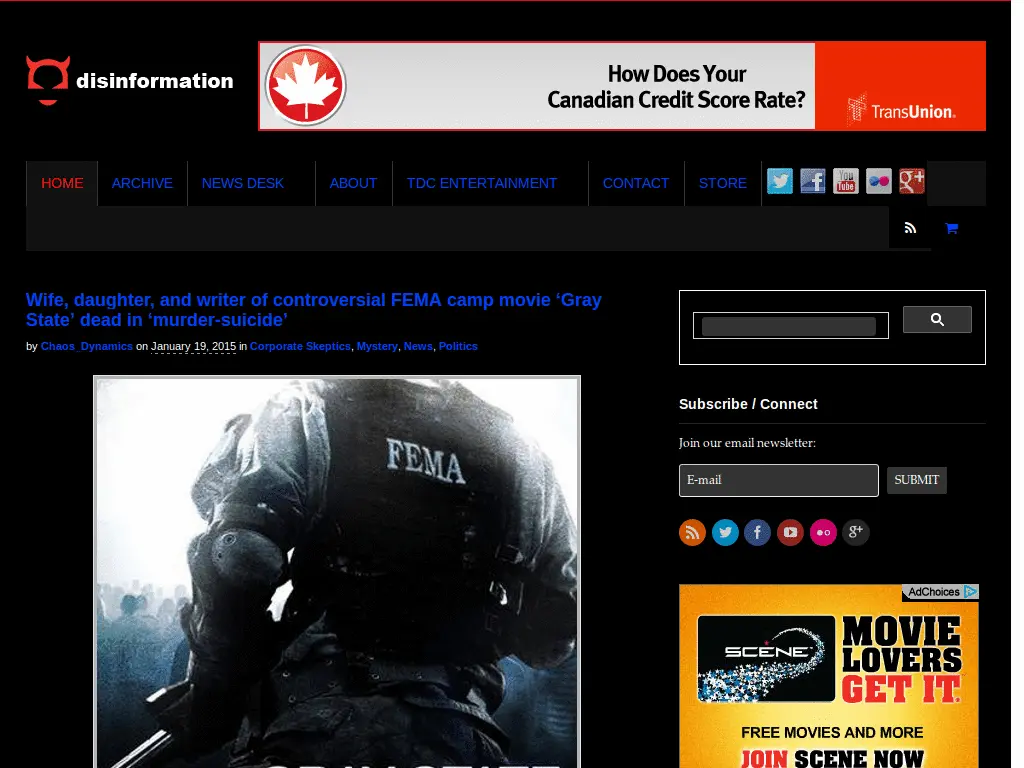 disinformation
How Does Your
Canadian Credit Score Rate?
TransUnion.
HOME ARCHIVE NEWS DESK ABOUT TDC ENTERTAINMENT CONTACT STORE
You
Tube
Wife, daughter, and writer of controversial FEMA camp movie ‘Gray
State’ dead in ‘murder-suicide’
by Chaos_Dynamics on January 19, 2015 in Corporate Skeptics, Mystery, News, Politics
FEMA
Subscribe / Connect
Join our email newsletter:
E-mail SUBMIT
AdChoices
SCENE
MOVIE
LOVERS
GET IT.
FREE MOVIES AND MORE
JOIN SCENE NOW